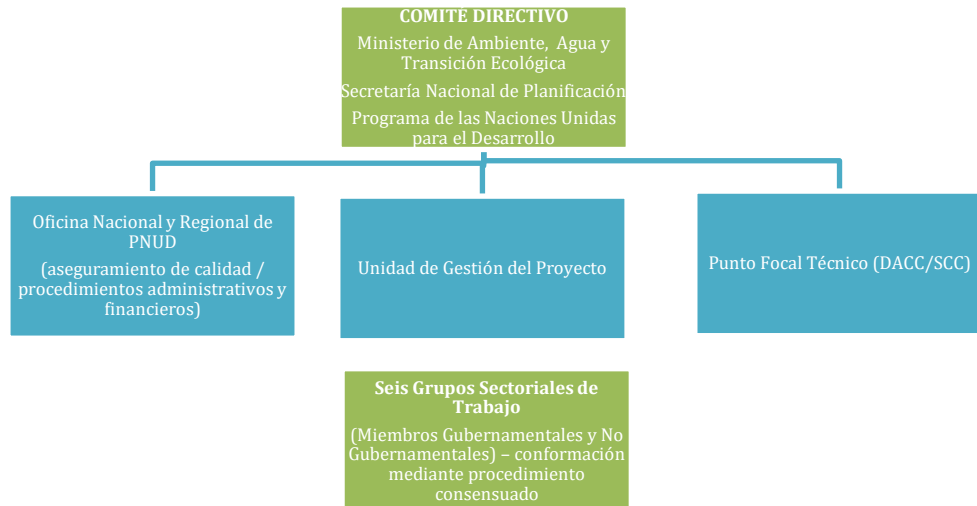 COMITÉ DIRECTIVO
Ministerio de Ambiente, Agua y
Transición Ecológica
Secretaría Nacional de Planificación
Programa de las Naciones Unidas
para el Desarrollo
Oficina Nacional y Regional de
PNUD
(aseguramiento de calidad /
procedimientos administrativos y
financieros)
Unidad de Gestión del Proyecto
Punto Focal Técnico (DACC/SCC)
Seis Grupos Sectoriales de
Trabajo
(Miembros Gubernamentales y No
Gubernamentales) – conformación
mediante procedimiento
consensuado